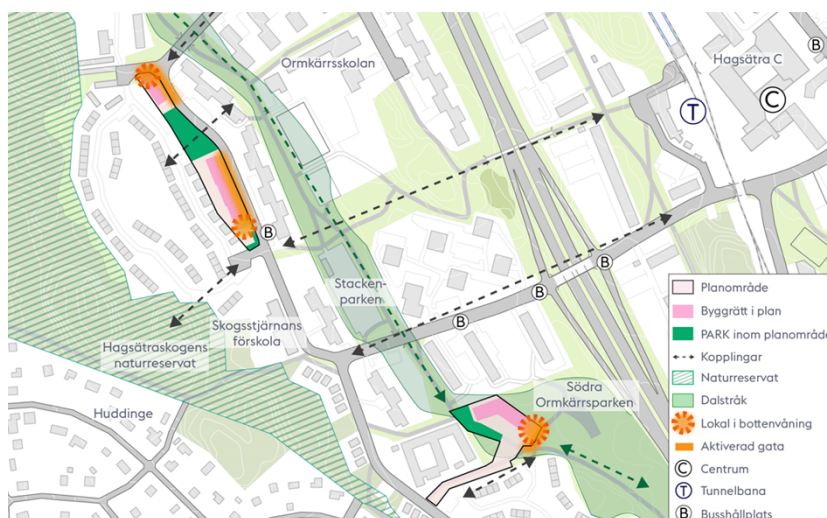 Ormkärrsskolan
Hagsätra C
B
T
C
B
Stacken-
parken
B
B
B
Skogsstjärnans
förskola
Hagsätraskogens
naturreservat
Huddinge
Södra
Ormkärrsparken
Planområde
Byggrätt i plan
PARK inom planområde
Kopplingar
Naturreservat
Dalstråk
Lokal i bottenvåning
Aktiverad gata
C Centrum
T Tunnelbana
B Busshållplats